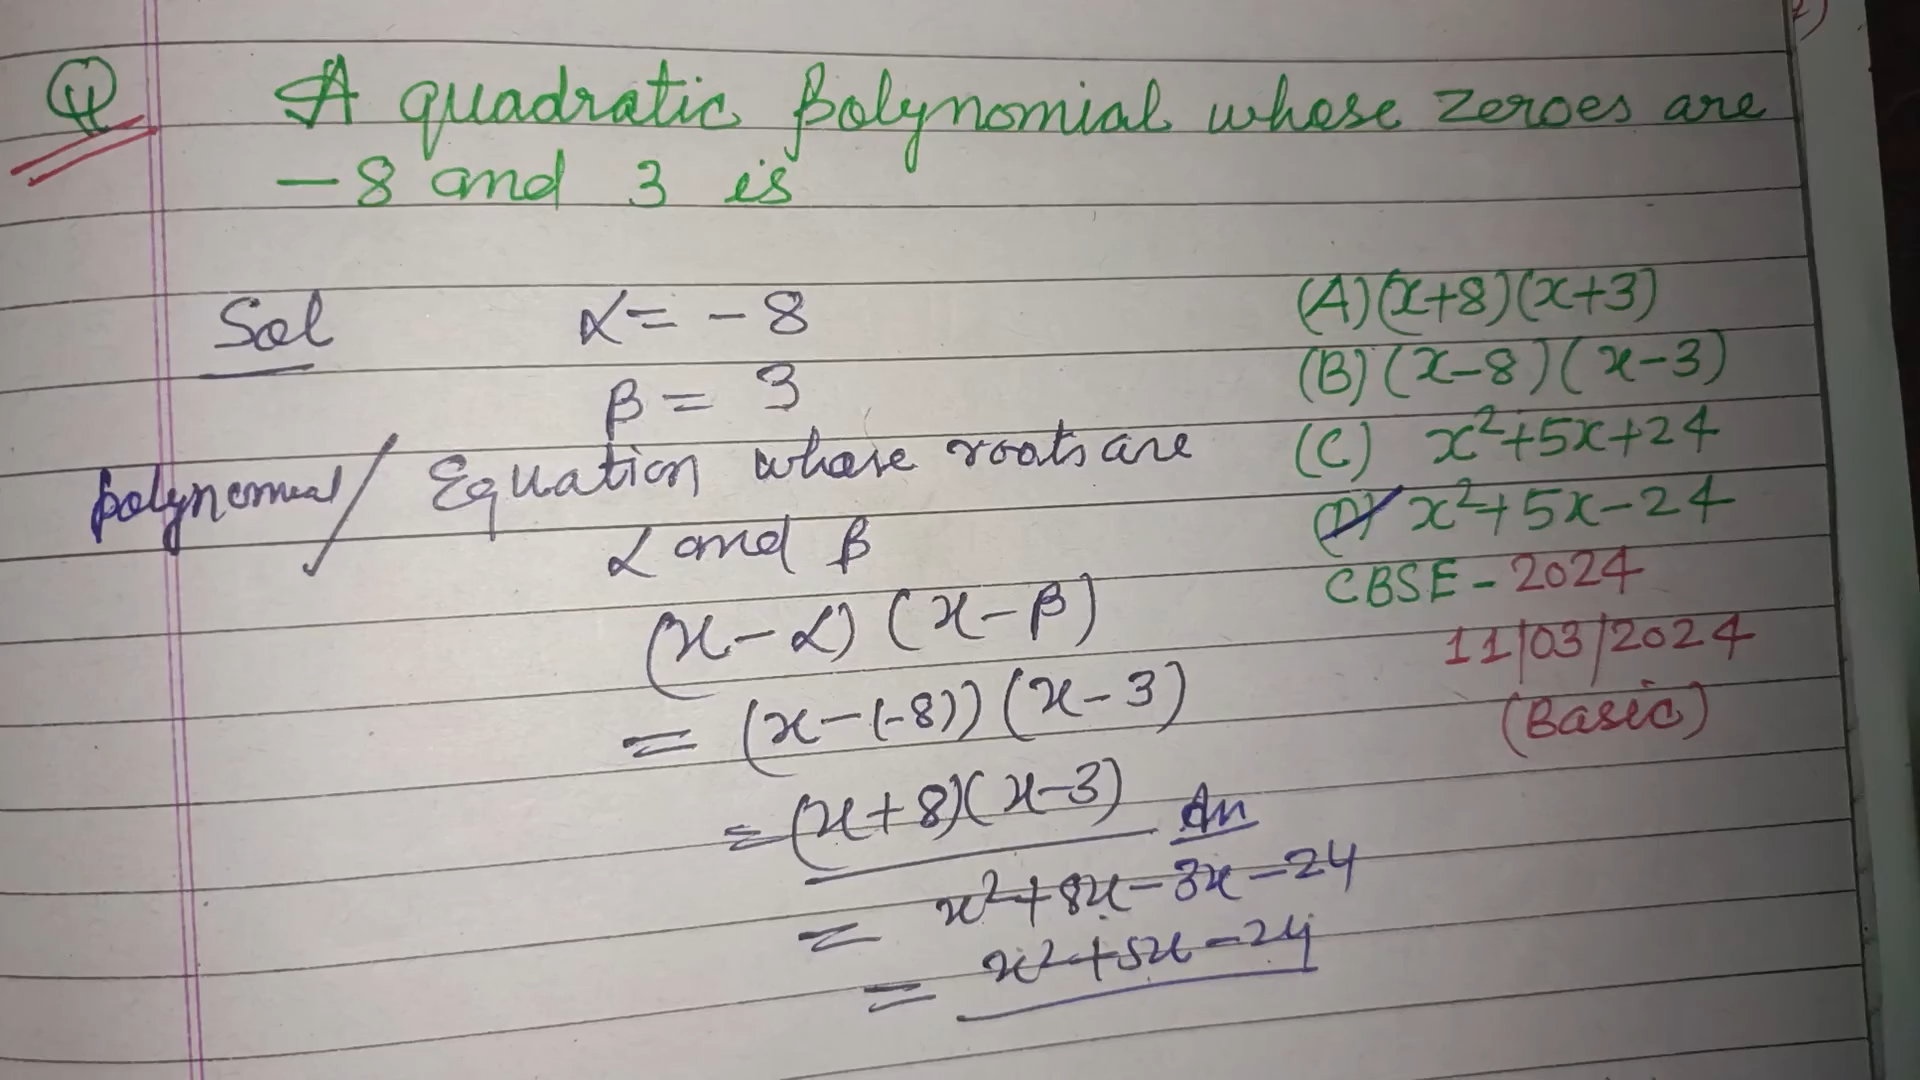 Q A quadratic polynomial whose zeroes are
-8 and 3 is
Sol α = -8
β = 3
polynomial / Equation whose roots are
α and β
(x-α) (x-β)
= (x-(-8)) (x-3)
= (x+8)(x-3) An
= x²+8x-3x-24
= x²+5x-24
(A) (x+8)(x+3)
(B) (x-8)(x-3)
(C) x²+5x+24
(D) x²+5x-24
CBSE - 2024
11/03/2024
(Basic)